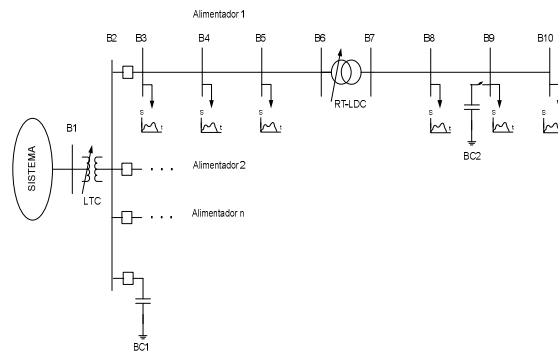 Alimentador 1
B2 B3 B4 B5 B6 B7 B8 B9 B10
RT-LDC
S t S t S t S t S t S t
BC2
B1
SISTEMA
LTC
Alimentador 2
Alimentador n
BC1